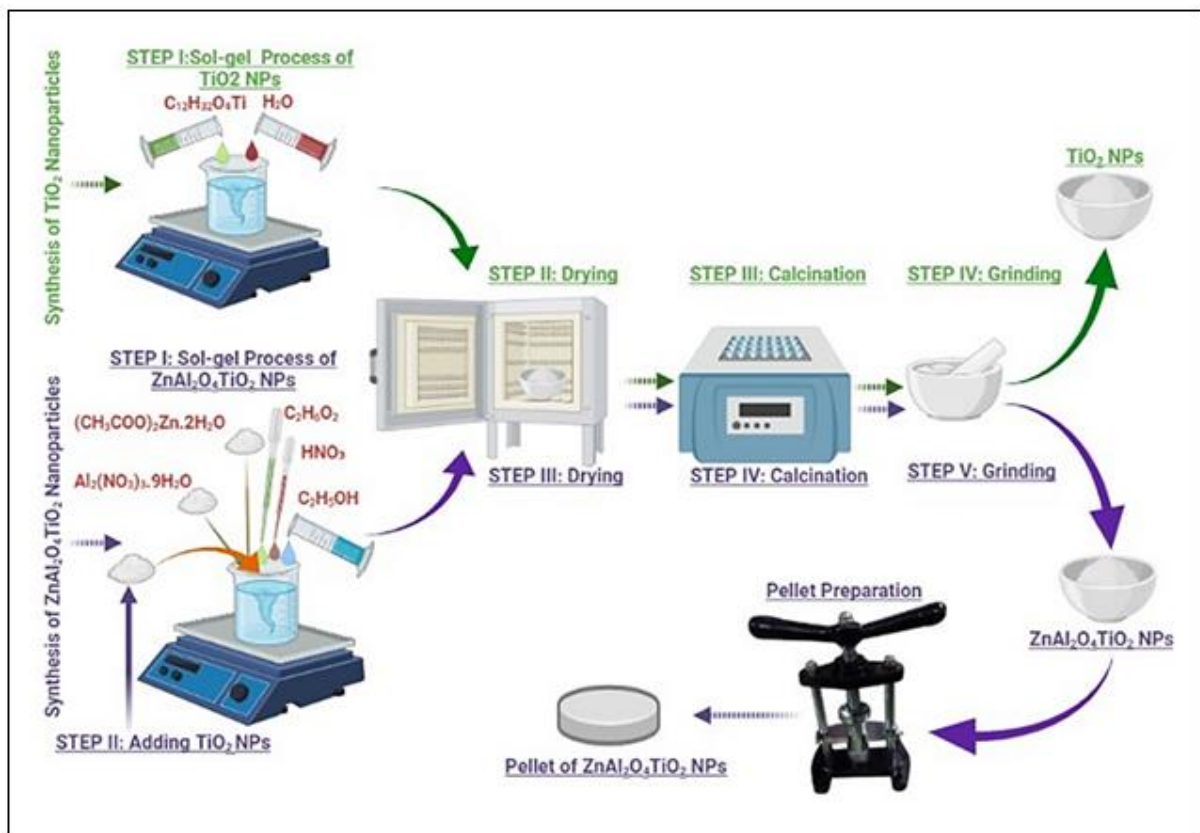 Synthesis of TiO₂ Nanoparticles
STEP I:Sol-gel Process of
TiO2 NPs
C₁₂H₃₂O₄Ti H₂O
TiO₂ NPs
STEP II: Drying
STEP III: Calcination
STEP IV: Grinding
Synthesis of ZnAl₂O₄TiO₂ Nanoparticles
STEP I: Sol-gel Process of
ZnAl₂O₄TiO₂ NPs
(CH₃COO)₂Zn.2H₂O
C₂H₆O₂
HNO₃
Al₂(NO₃)₃.9H₂O
C₂H₅OH
STEP III: Drying
STEP IV: Calcination
STEP V: Grinding
STEP II: Adding TiO₂ NPs
Pellet Preparation
ZnAl₂O₄TiO₂ NPs
Pellet of ZnAl₂O₄TiO₂ NPs